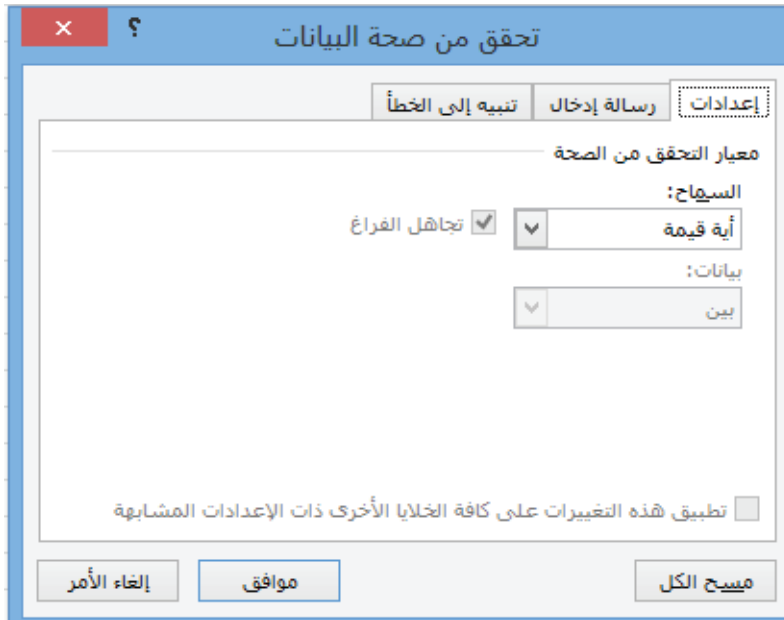 تحقق من صحة البيانات ؟
إعدادات رسالة إدخال تنبيه إلى الخطأ
معيار التحقق من الصحة
السماح:
أية قيمة تجاهل الفراغ
بيانات:
بين
تطبيق هذه التغييرات على كافة الخلايا الأخرى ذات الإعدادات المشابهة
مسح الكل موافق إلغاء الأمر